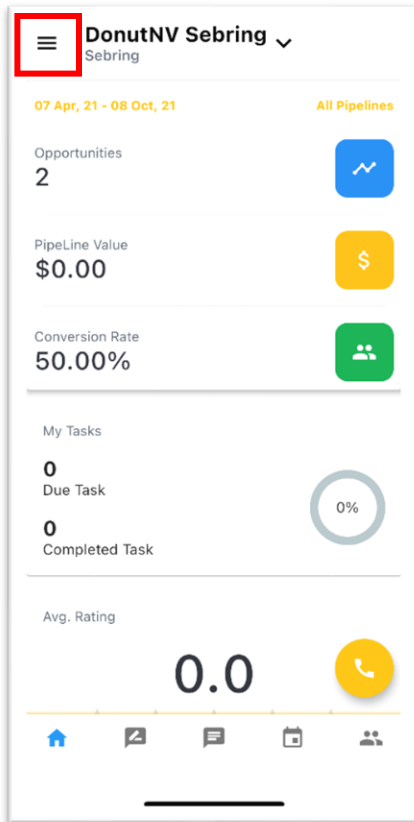 DonutNV Sebring
Sebring
07 Apr, 21 - 08 Oct, 21 All Pipelines
Opportunities
2
PipeLine Value
$0.00
$
Conversion Rate
50.00%
My Tasks
0
Due Task
0%
0
Completed Task
Avg. Rating
0.0